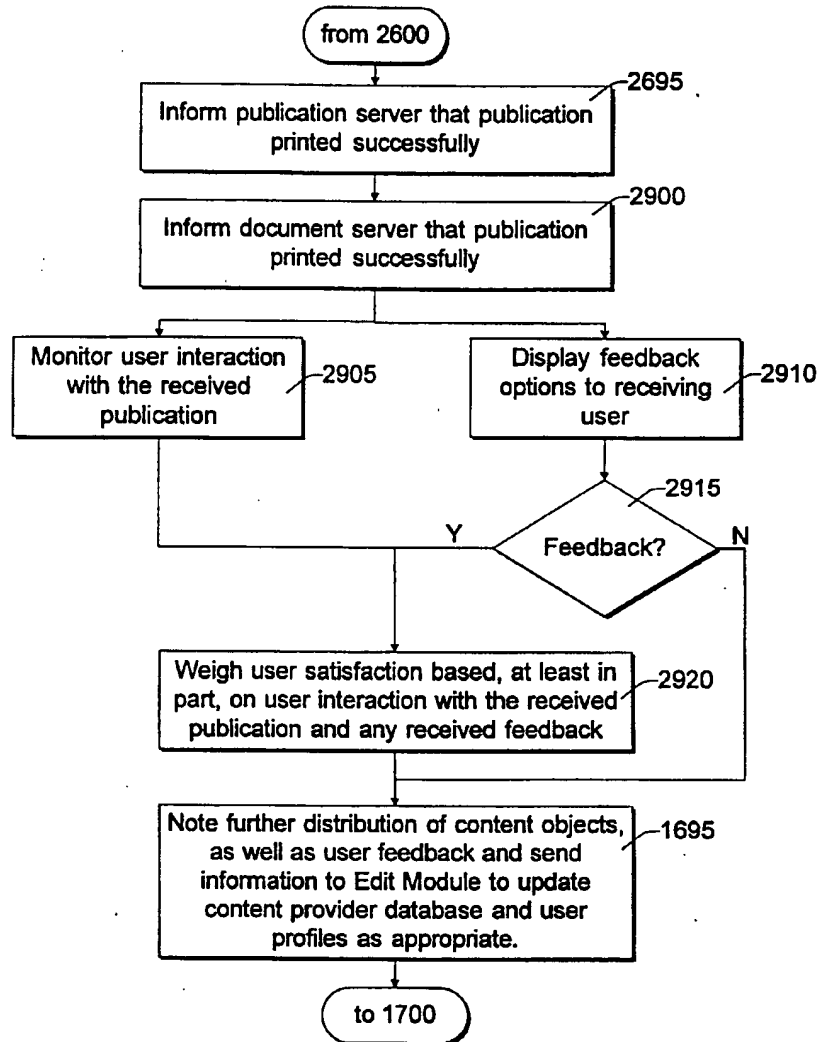 from 2600
2695
Inform publication server that publication
printed successfully
2900
Inform document server that publication
printed successfully
Monitor user interaction
with the received
publication
2905
Display feedback
options to receiving
user
2910
2915
Y
Feedback?
N
Weigh user satisfaction based, at least in
part, on user interaction with the received
publication and any received feedback
2920
Note further distribution of content objects,
as well as user feedback and send
information to Edit Module to update
content provider database and user
profiles as appropriate.
1695
to 1700